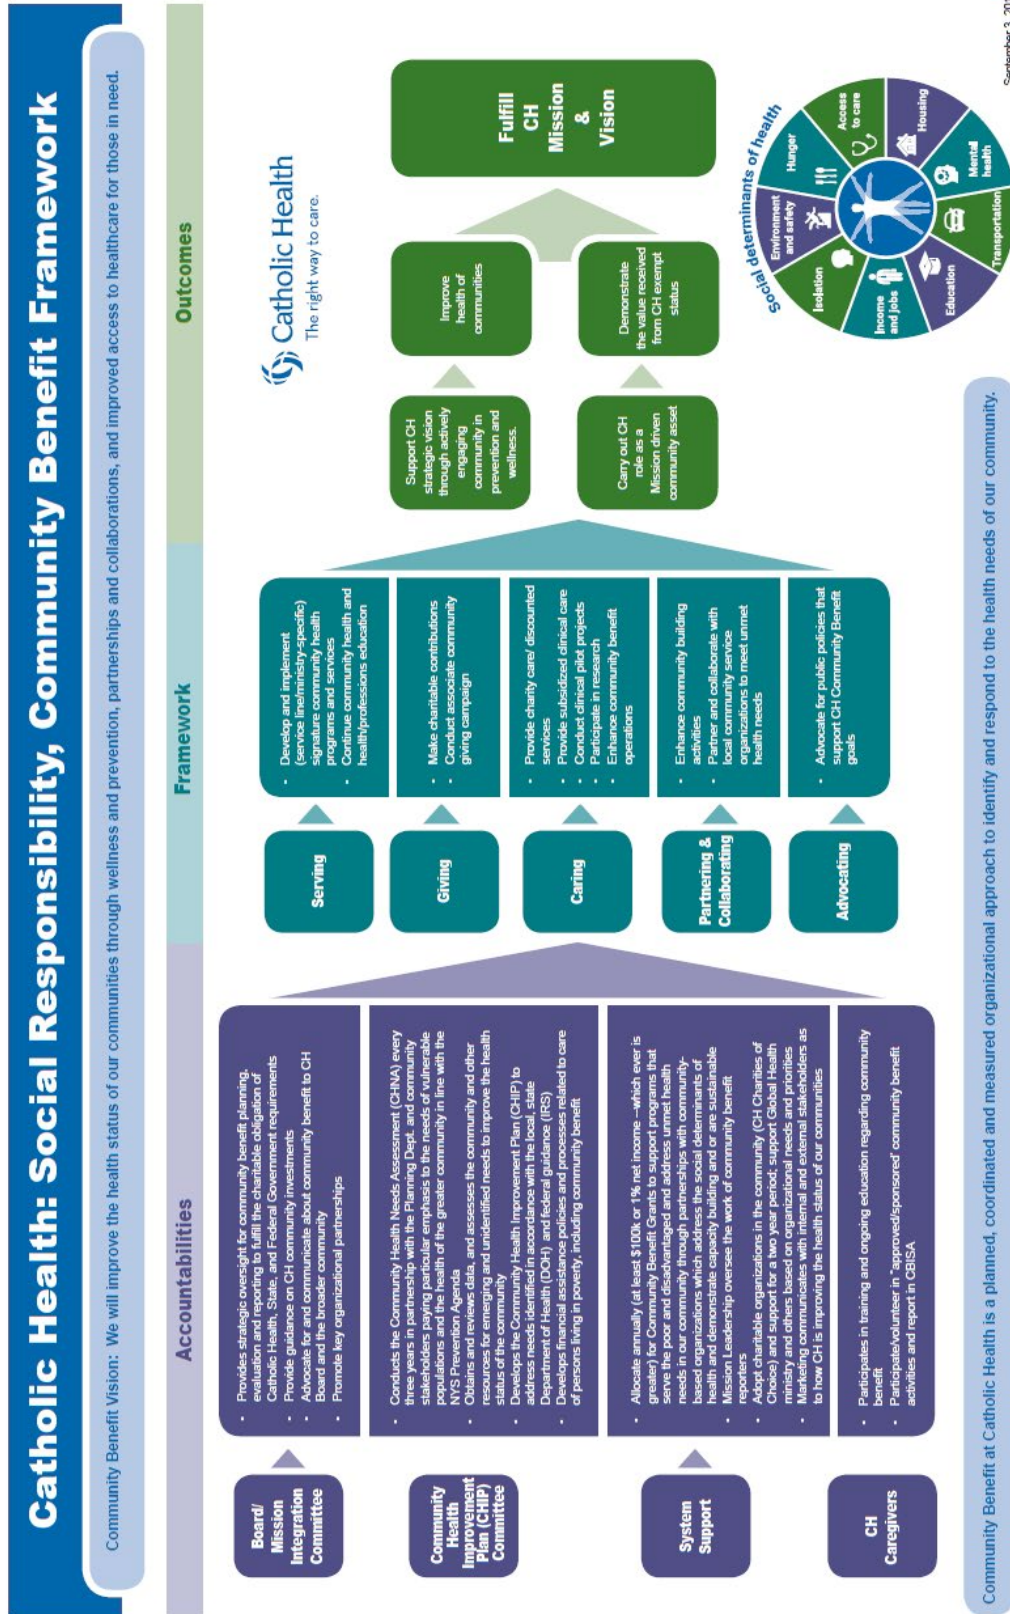 Catholic Health: Social Responsibility, Community Benefit Framework
Community Benefit Vision: We will improve the health status of our communities through wellness and prevention, partnerships and collaborations, and improved access to healthcare for those in need.
Accountabilities
Framework
Outcomes
Board/
Mission
Integration
Committee
• Provides strategic oversight for community benefit planning,
evaluation and reporting to fulfill the charitable obligation of
Catholic Health, State, and Federal Government requirements
• Provide guidance on CH community investments
• Advocate for and communicate about community benefit to CH
Board and the broader community
• Promote key organizational partnerships
Community
Health
Improvement
Plan (CHIP)
Committee
• Conducts the Community Health Needs Assessment (CHNA) every
three years in partnership with the Planning Dept. and community
stakeholders paying particular emphasis to the needs of vulnerable
populations and the health of the greater community in line with the
NYS Prevention Agenda
• Obtains and reviews data, and assesses the community and other
resources for emerging and unidentified needs to improve the health
status of the community
• Develops the Community Health Improvement Plan (CHIP) to
address needs identified in accordance with the local, state
Department of Health (DOH) and federal guidance (IRS)
• Develops financial assistance policies and processes related to care
of persons living in poverty, including community benefit
System
Support
• Allocate annually (at least $100k or 1% net income –which ever is
greater) for Community Benefit Grants to support programs that
serve the poor and disadvantaged and address unmet health
needs in our community through partnerships with community-
based organizations which address the social determinants of
health and demonstrate capacity building and or are sustainable
• Mission Leadership oversee the work of community benefit
reporters
• Adopt charitable organizations in the community (CH Charities of
Choice) and support for a two year period; support Global Health
ministry and others based on organizational needs and priorities
• Marketing communicates with internal and external stakeholders as
to how CH is improving the health status of our communities
CH
Caregivers
• Participates in training and ongoing education regarding community
benefit
• Participate/volunteer in "approved/sponsored' community benefit
activities and report in CBISA
Serving
• Develop and implement
(service line/ministry-specific)
signature community health
programs and services
• Continue community health and
health/professions education
Giving
• Make charitable contributions
• Conduct associate community
giving campaign
Caring
• Provide charity care/ discounted
services
• Provide subsidized clinical care
• Conduct clinical pilot projects
• Participate in research
• Enhance community benefit
operations
Partnering &
Collaborating
• Enhance community building
activities
• Partner and collaborate with
local community service
organizations to meet unmet
health needs
Advocating
• Advocate for public policies that
support CH Community Benefit
goals
Catholic Health
The right way to care.
Support CH
strategic vision
through actively
engaging
community in
prevention and
wellness.
Improve
health of
communities
Carry out CH
role as a
Mission driven
community asset
Demonstrate
the value received
from CH exempt
status
Fulfill
CH
Mission
&
Vision
Social determinants of health
Isolation
Environment
and safety
Hunger
Access
to care
Housing
Mental
health
Transportation
Education
Income
and jobs
Community Benefit at Catholic Health is a planned, coordinated and measured organizational approach to identify and respond to the health needs of our community.
September 3, 201